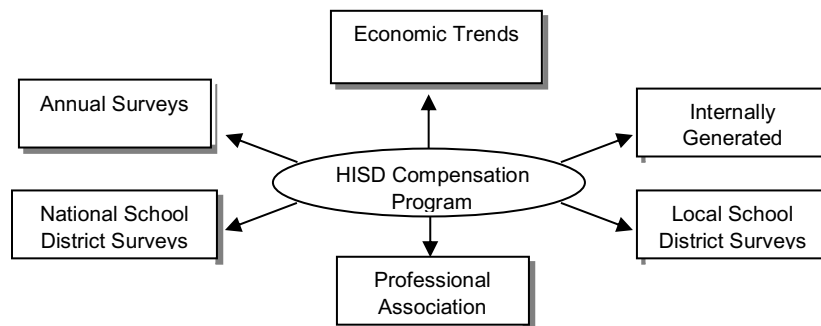 Economic Trends
Annual Surveys
Internally
Generated
HISD Compensation
Program
National School
District Surveys
Local School
District Surveys
Professional
Association